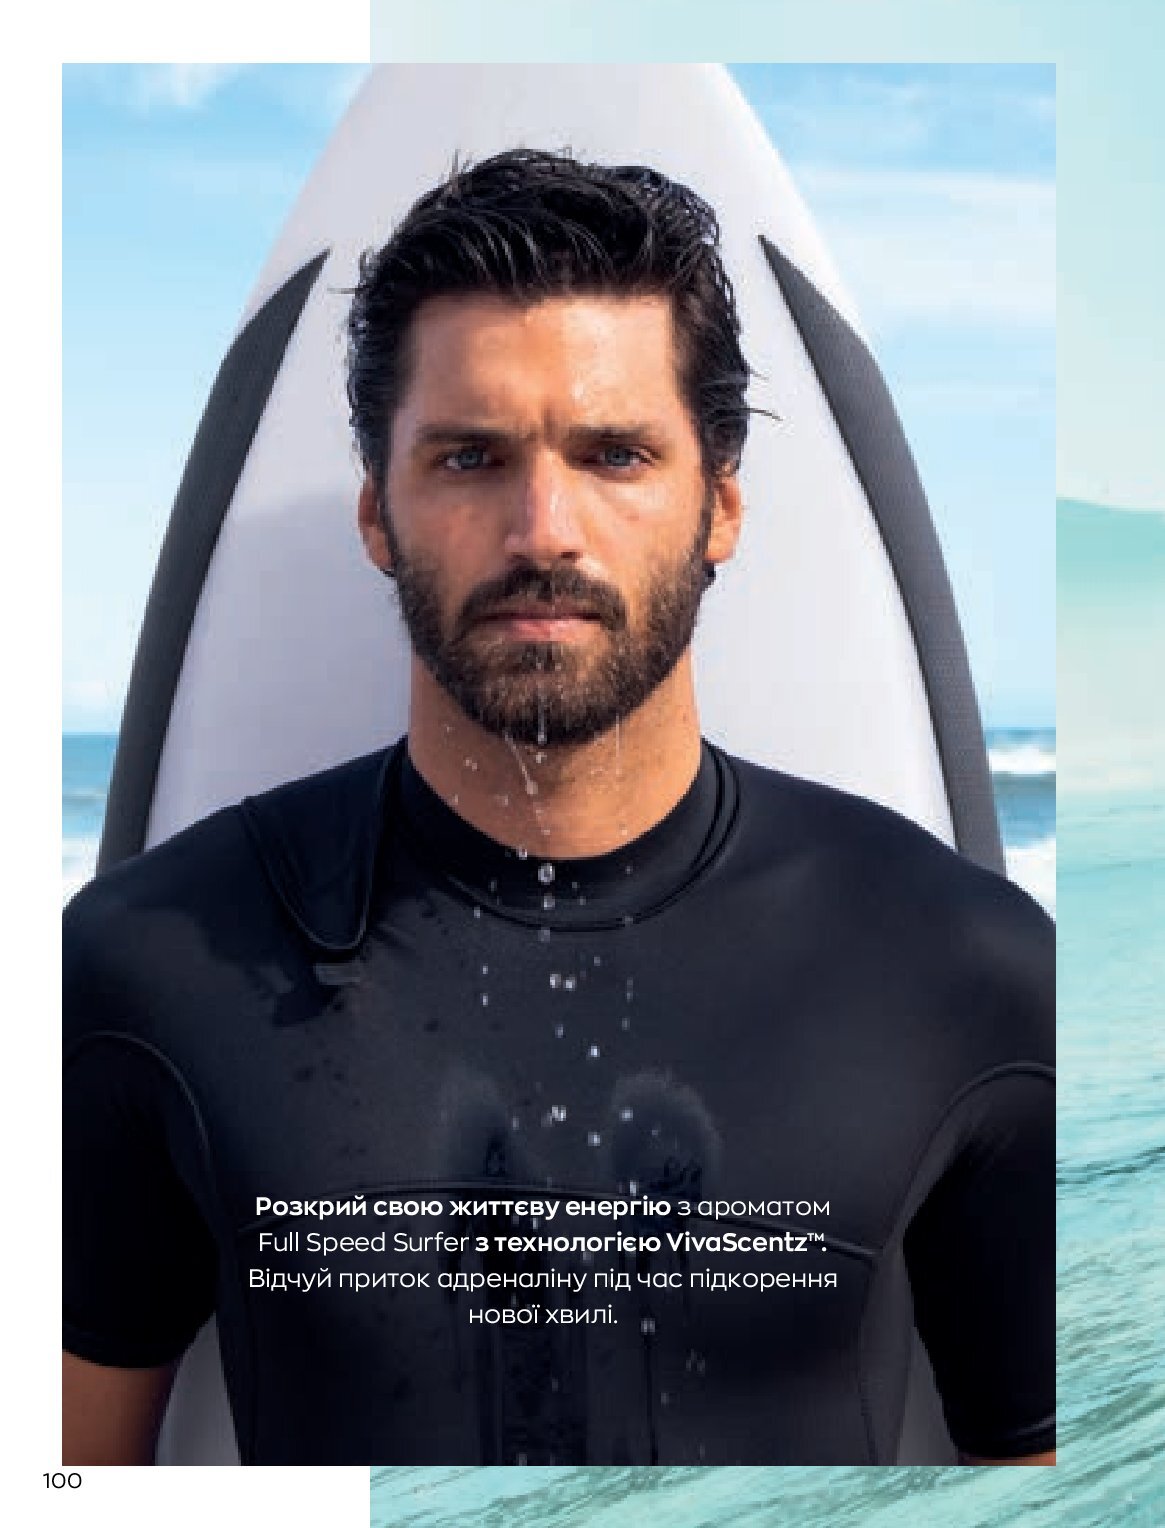 Розкрий свою життєву енергію з ароматом
Full Speed Surfer з технологією VivaScentz™.
Відчуй приток адреналіну під час підкорення
нової хвилі.
100